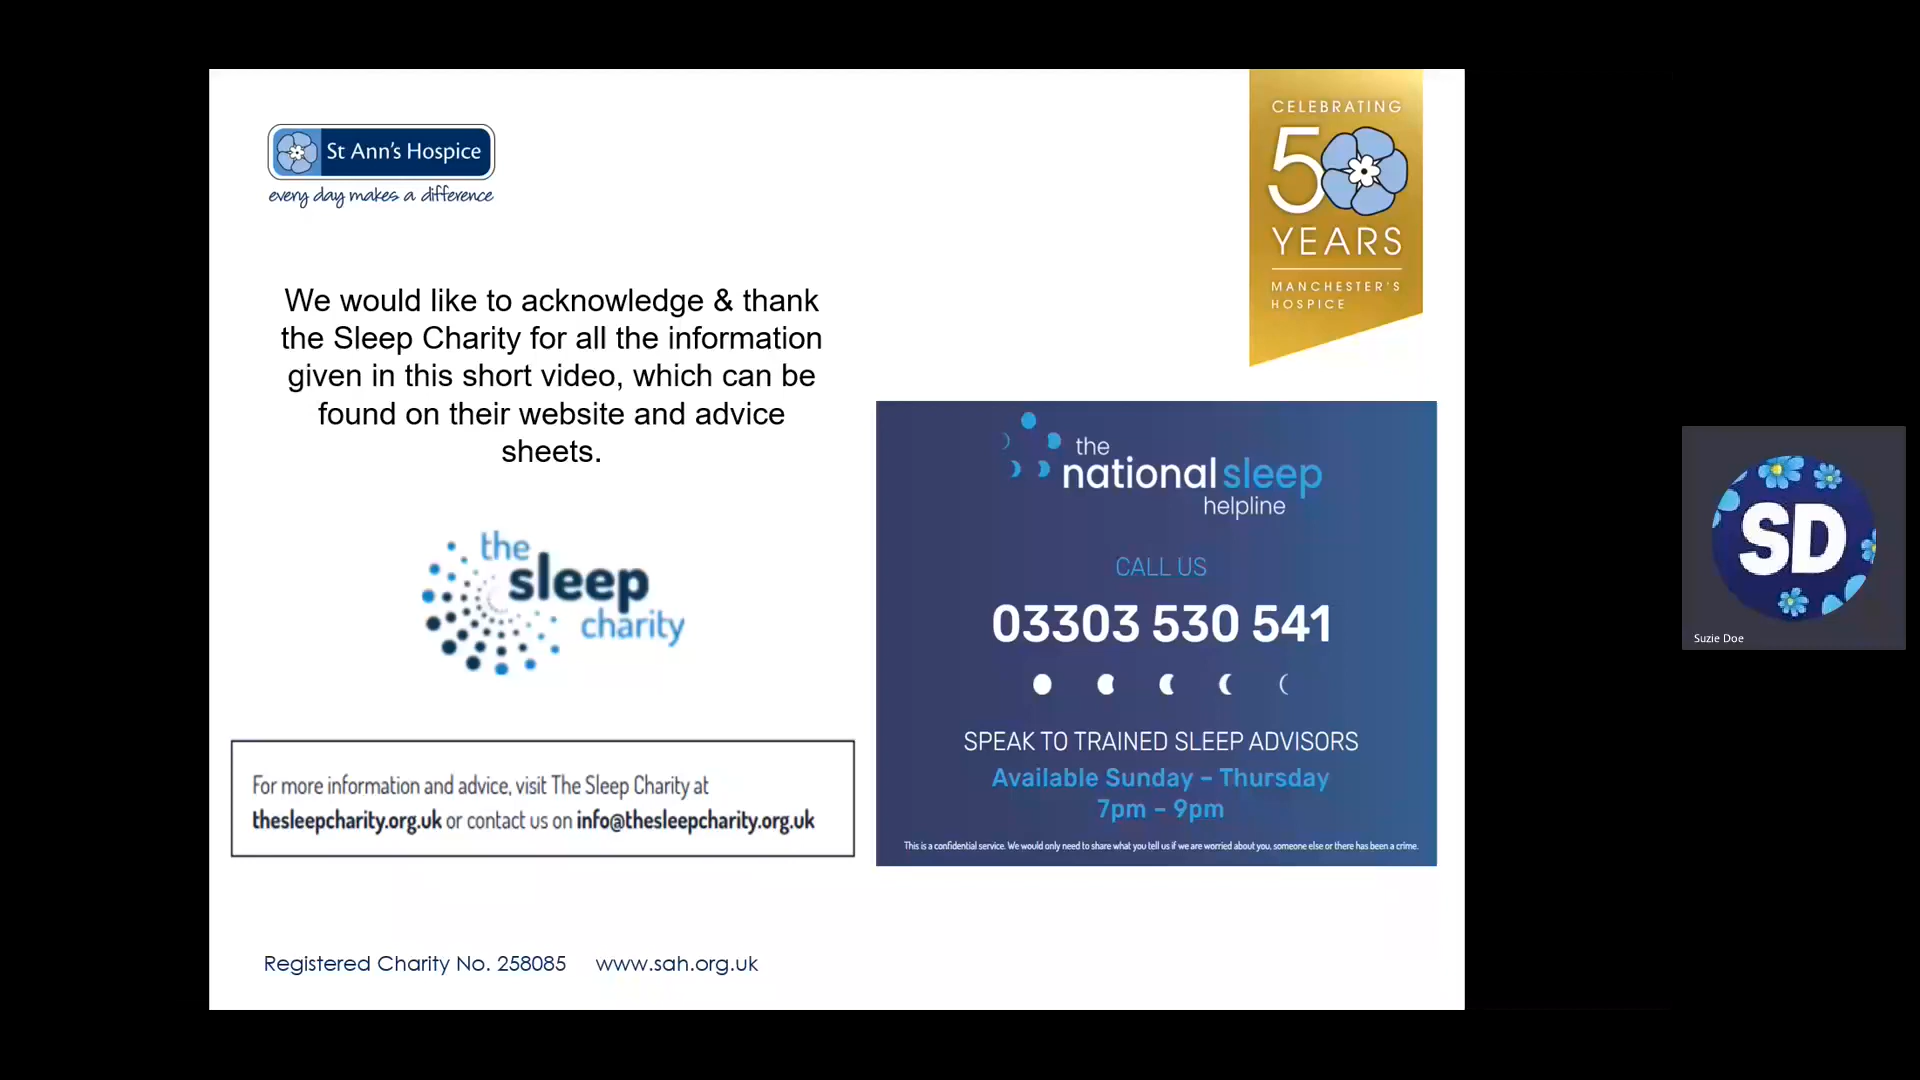 St Ann's Hospice
every day makes a difference
CELEBRATING
50
YEARS
MANCHESTER'S
HOSPICE
We would like to acknowledge & thank
the Sleep Charity for all the information
given in this short video, which can be
found on their website and advice
sheets.
the
sleep
charity
For more information and advice, visit The Sleep Charity at
thesleepcharity.org.uk or contact us on info@thesleepcharity.org.uk
the
nationalsleep
helpline
CALL US
03303 530 541
SPEAK TO TRAINED SLEEP ADVISORS
Available Sunday – Thursday
7pm – 9pm
This is a confidential service. We would only need to share what you tell us if we are worried about you, someone else or there has been a crime.
Registered Charity No. 258085 www.sah.org.uk
SD
Suzie Doe